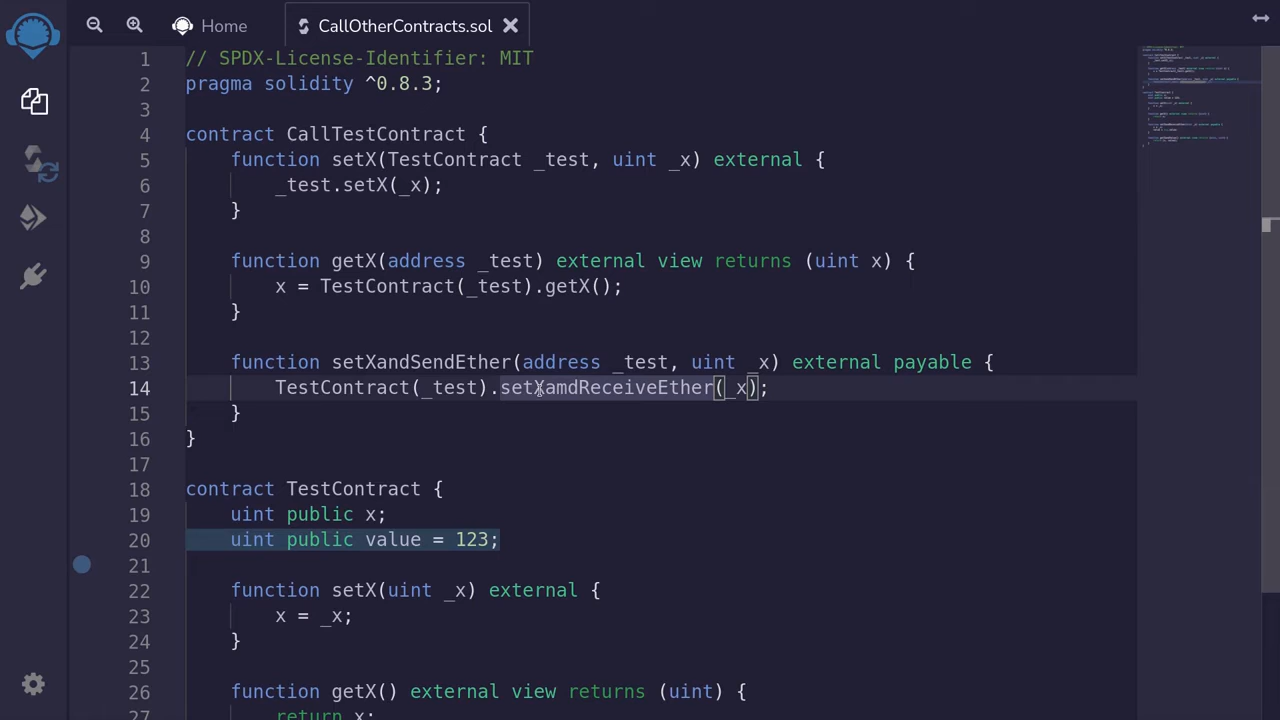 Home
CallOtherContracts.sol
1 // SPDX-License-Identifier: MIT
2 pragma solidity ^0.8.3;
3
4 contract CallTestContract {
5 function setX(TestContract _test, uint _x) external {
6 _test.setX(_x);
7 }
8
9 function getX(address _test) external view returns (uint x) {
10 x = TestContract(_test).getX();
11 }
12
13 function setXandSendEther(address _test, uint _x) external payable {
14 TestContract(_test).setXamdReceiveEther(_x);
15 }
16 }
17
18 contract TestContract {
19 uint public x;
20 uint public value = 123;
21
22 function setX(uint _x) external {
23 x = _x;
24 }
25
26 function getX() external view returns (uint) {
27 return x;